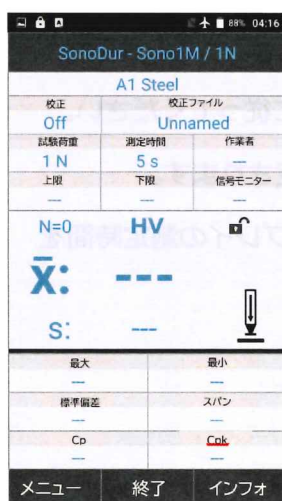 88% 04:16
SonoDur - Sono1M / 1N
A1 Steel
校正 校正ファイル
Off Unnamed
試験荷重 測定時間 作業者
1 N 5 s ---
上限 下限 信号モニター
--- --- ---
N=0 HV
x̄: ---
s: ---
最大 最小
--- ---
標準偏差 スパン
--- ---
Cp Cpk
--- ---
メニュー 終了 インフォ